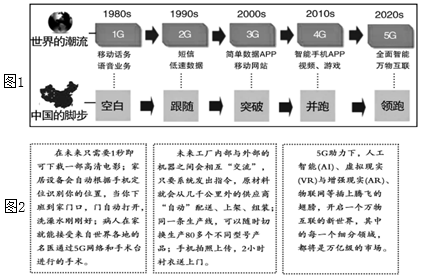 1980s 1990s 2000s 2010s 2020s
世界的潮流 1G 2G 3G 4G 5G
移动话务 短信 简单数据APP 智能手机APP 全面智能
语音业务 低速数据 移动网站 视频、游戏 万物互联
图1
中国的脚步 空白 跟随 突破 并跑 领跑
图2
在未来只需要1秒即
可下载一部高清电影；家
居设备会自动根据手机定
位识别你的位置，当你下
班到家门口，门自动打开，
洗澡水刚刚好；病人在家
就能接受来自世界各地的
名医通过5G网络和手术台
进行的手术。
未来工厂内部与外部的
机器之间会相互“交流”，
只要系统发出指令，原材料
就会从几千公里外的供应商
“自动”配送、上架、组装；
同一条生产线，可以随时切
换生产80多个不同型号产
品；手机拍照上传，2小时
衬衣送上门。
5G助力下，人工
智能(AI)、虚拟现实
(VR)与增强现实(AR)、
物联网等插上腾飞的
翅膀，开启一个万物
互联的新世界，其中
的每一个细分领域，
都将是万亿级的市场。